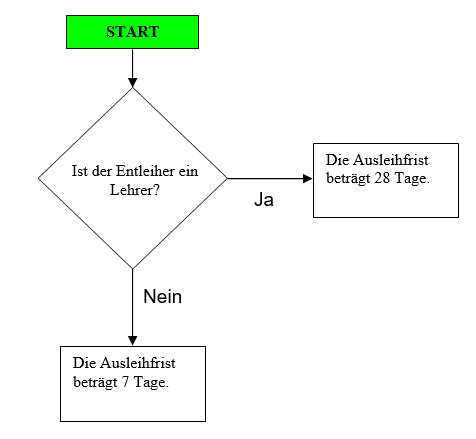 START
Ist der Entleiher ein
Lehrer?
Die Ausleihfrist
beträgt 28 Tage.
Ja
Nein
Die Ausleihfrist
beträgt 7 Tage.